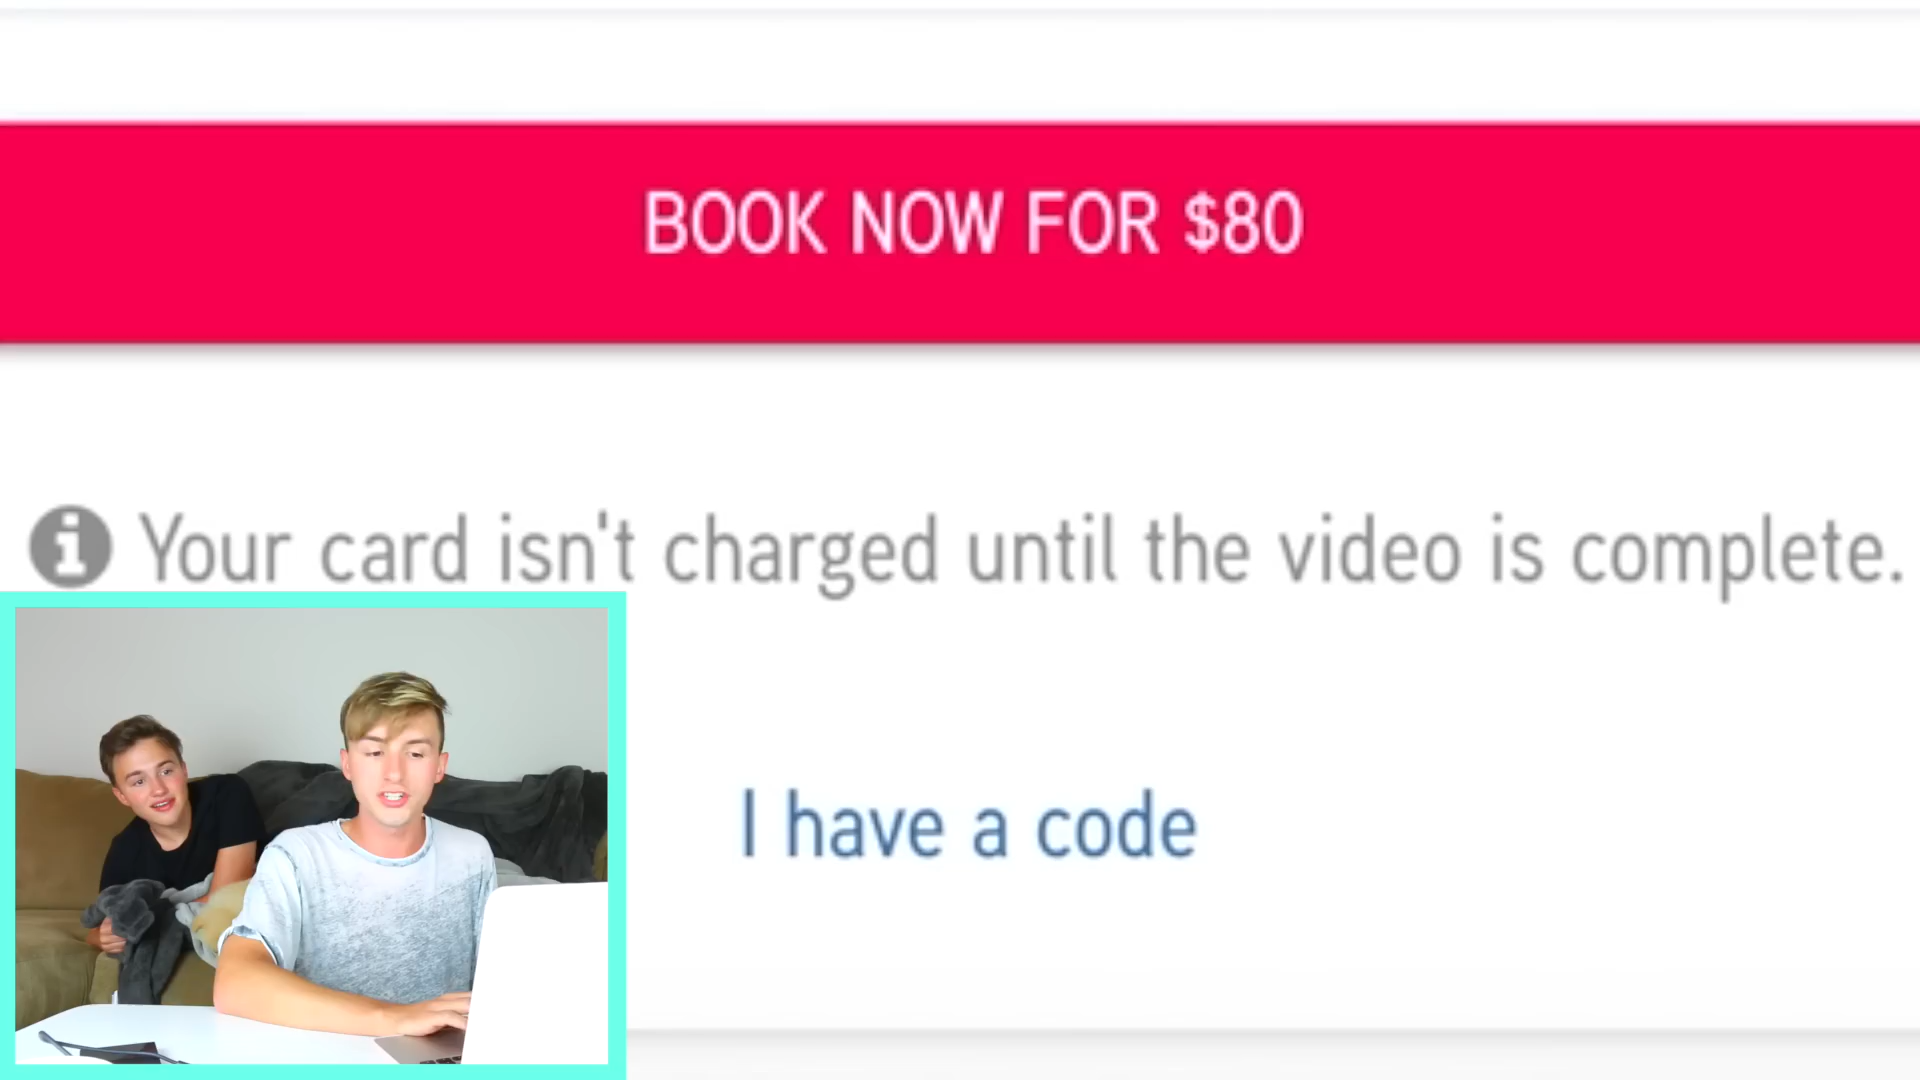 BOOK NOW FOR $80
Your card isn't charged until the video is complete.
I have a code